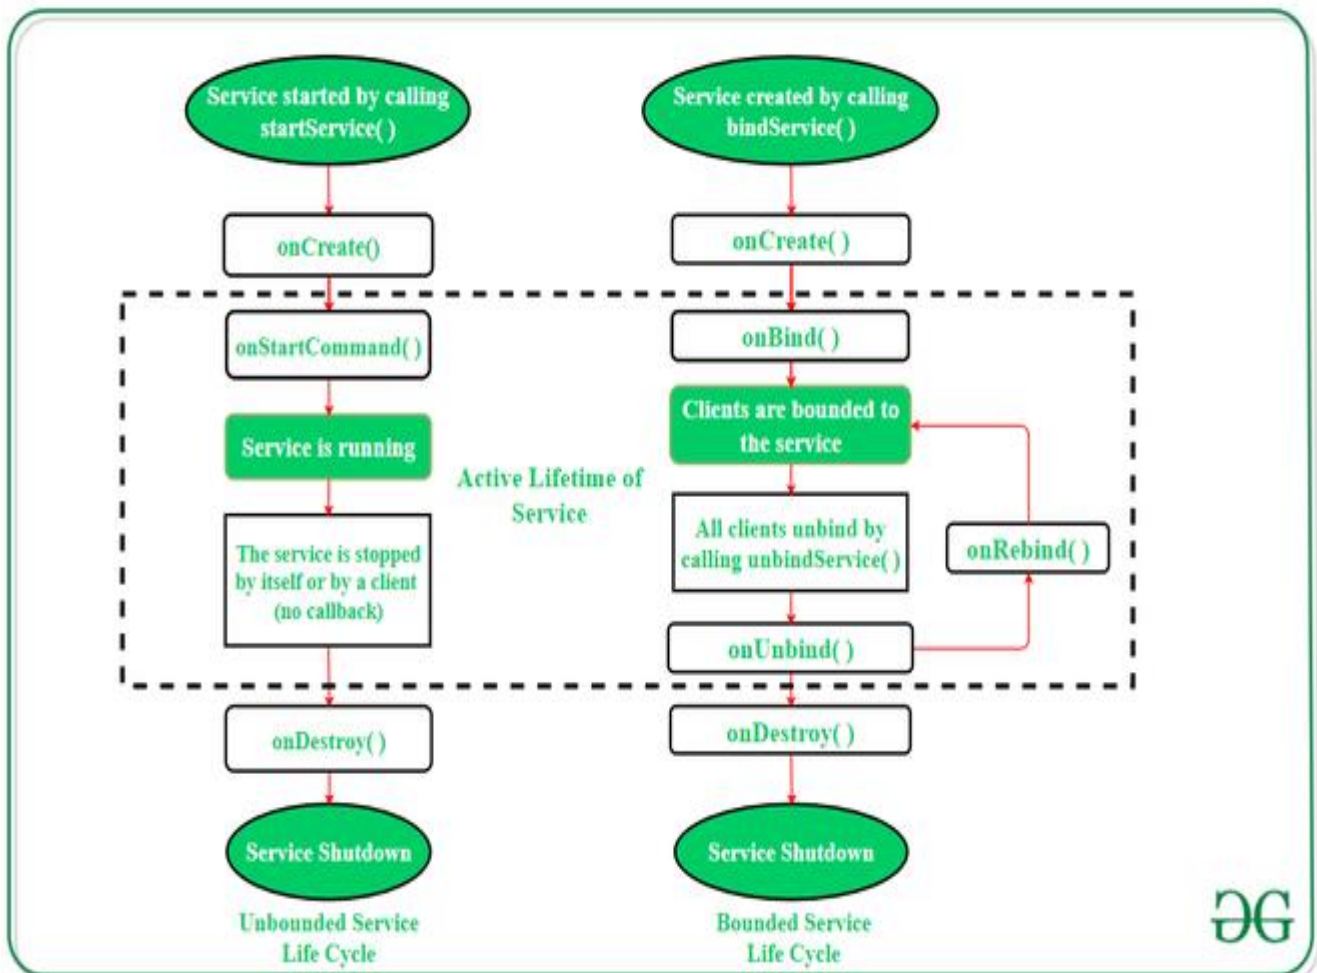 Service started by calling
startService( )
onCreate()
onStartCommand( )
Service is running
The service is stopped
by itself or by a client
(no callback)
onDestroy( )
Service Shutdown
Unbounded Service
Life Cycle
Active Lifetime of
Service
Service created by calling
bindService( )
onCreate( )
onBind( )
Clients are bounded to
the service
All clients unbind by
calling unbindService( )
onRebind( )
onUnbind( )
onDestroy( )
Service Shutdown
Bounded Service
Life Cycle